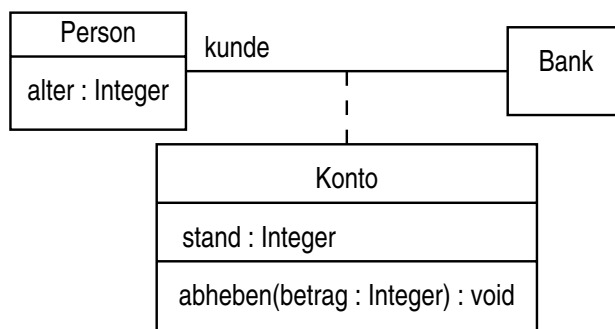 Person
kunde
Bank
alter : Integer
Konto
stand : Integer
abheben(betrag : Integer) : void